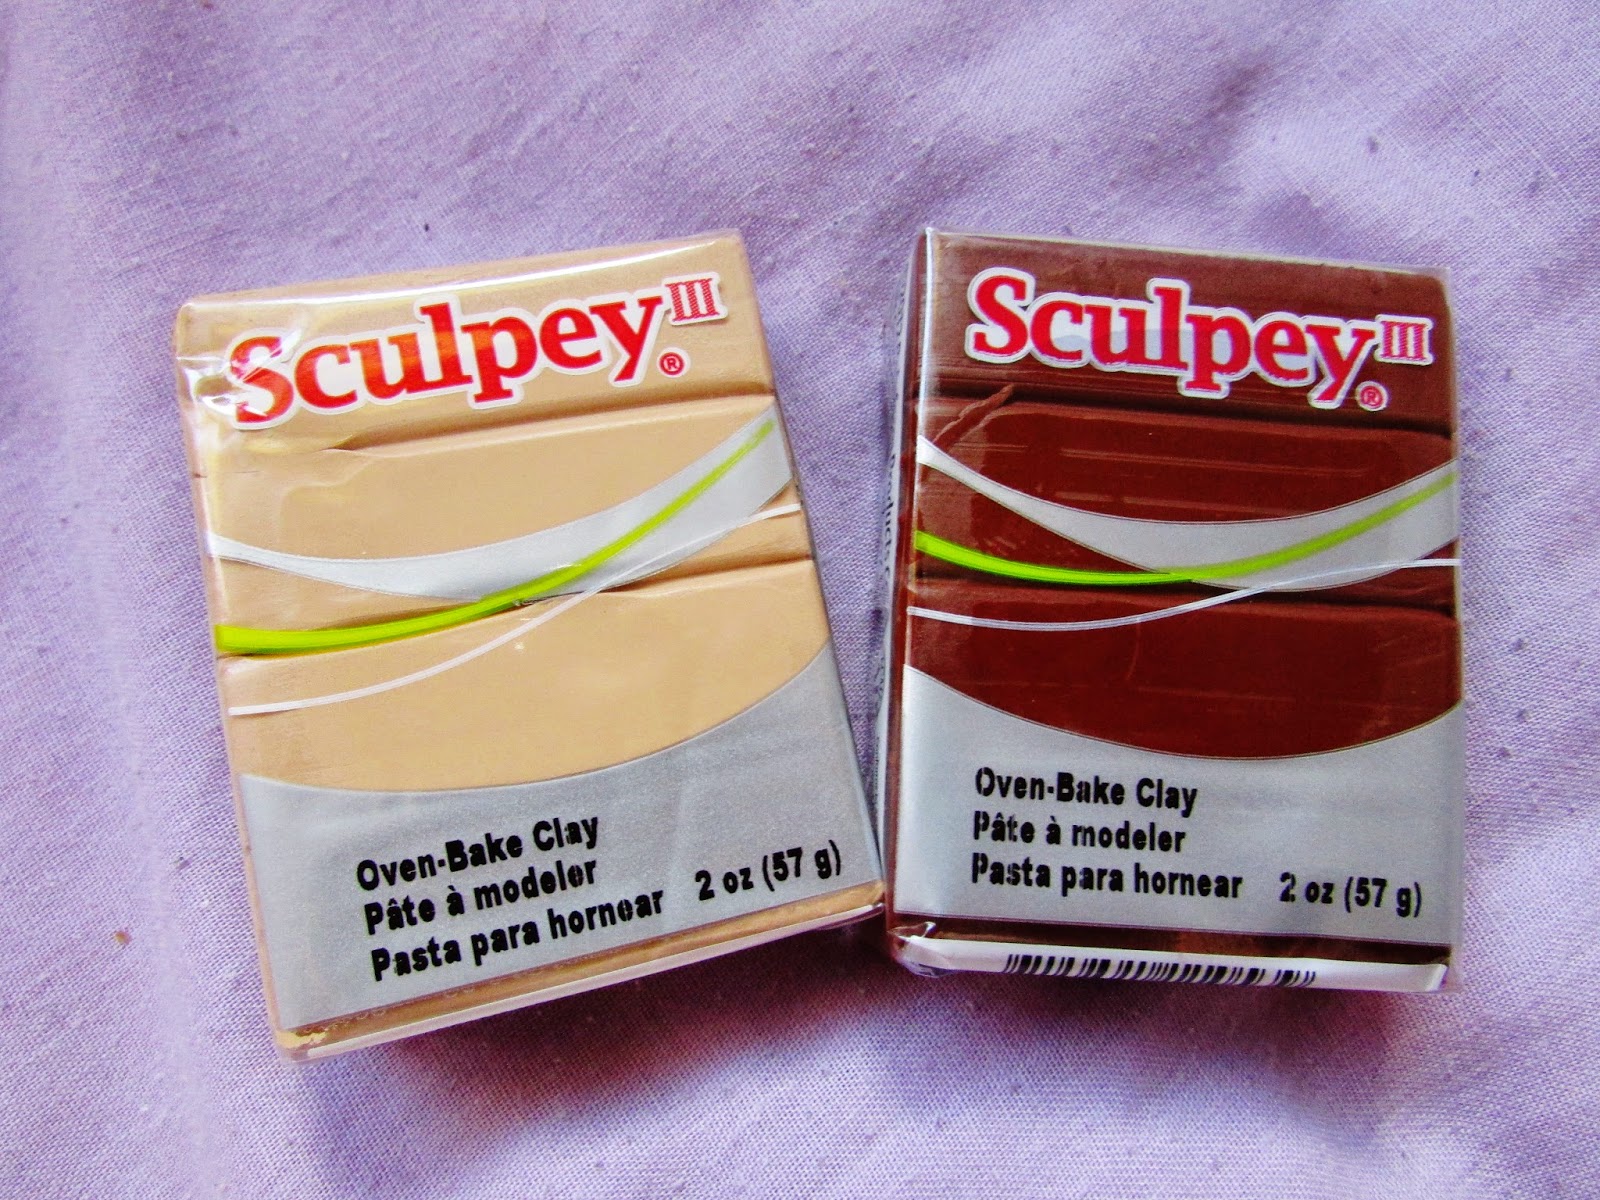 Sculpey III ®
Oven-Bake Clay
Pâte à modeler
Pasta para hornear 2 oz (57 g)
Sculpey III ®
Oven-Bake Clay
Pâte à modeler
Pasta para hornear 2 oz (57 g)